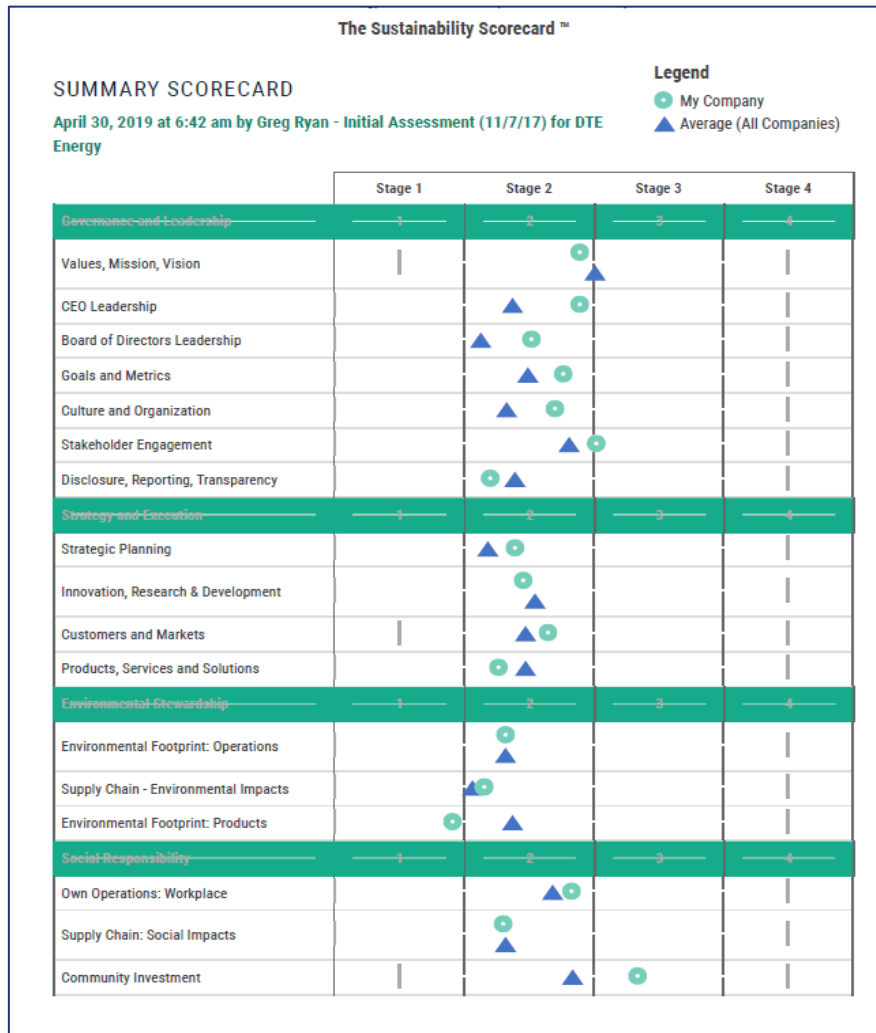 The Sustainability Scorecard ™
Legend
SUMMARY SCORECARD
My Company
April 30, 2019 at 6:42 am by Greg Ryan - Initial Assessment (11/7/17) for DTE
Average (All Companies)
Energy
Stage 1 Stage 2 Stage 3 Stage 4
Governance and Leadership 1 2 3 4
Values, Mission, Vision
CEO Leadership
Board of Directors Leadership
Goals and Metrics
Culture and Organization
Stakeholder Engagement
Disclosure, Reporting, Transparency
Strategy and Execution 1 2 3 4
Strategic Planning
Innovation, Research & Development
Customers and Markets
Products, Services and Solutions
Environmental Stewardship 1 2 3 4
Environmental Footprint: Operations
Supply Chain - Environmental Impacts
Environmental Footprint: Products
Social Responsibility 1 2 3 4
Own Operations: Workplace
Supply Chain: Social Impacts
Community Investment